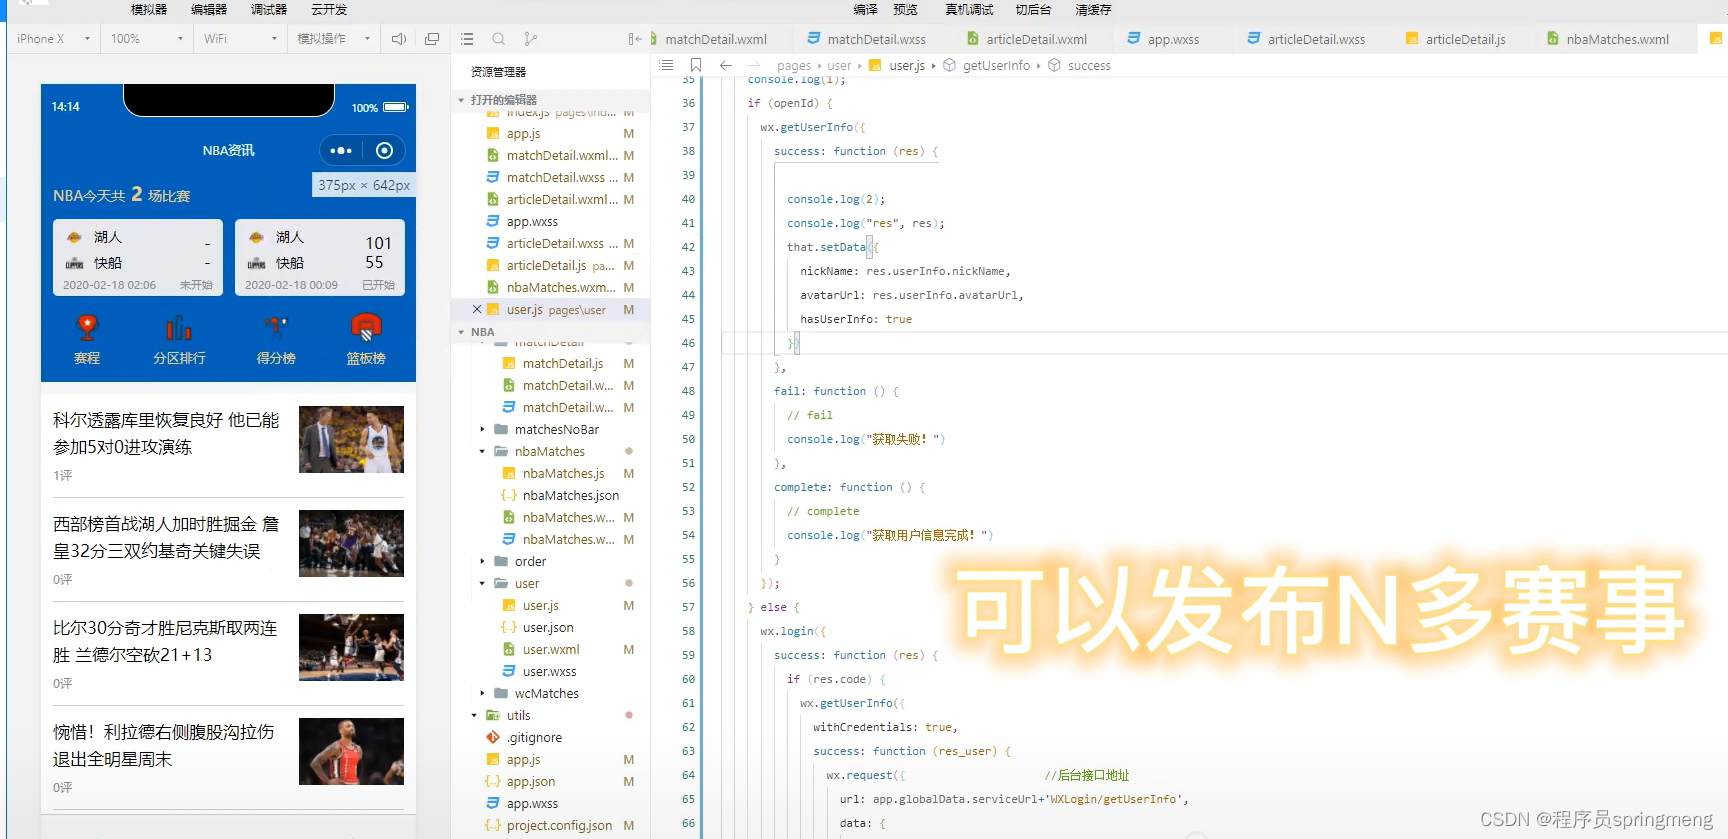 模拟器 编辑器 调试器 云开发 编译 预览 真机调试 切后台 清缓存
iPhone X 100% WiFi 模拟操作
matchDetail.wxml matchDetail.wxss articleDetail.wxml app.wxss articleDetail.wxss articleDetail.js nbaMatches.wxml
pages user user.js getUserInfo success
14:14 100%
NBA资讯
375px × 642px
NBA今天共 2 场比赛
湖人 -
快船 -
2020-02-18 02:06 未开始
湖人 101
快船 55
2020-02-18 00:09 已开始
赛程 分区排行 得分榜 篮板榜
科尔透露库里恢复良好 他已能
参加5对0进攻演练
1评
西部榜首战湖人加时胜掘金 詹
皇32分三双约基奇关键失误
0评
比尔30分奇才胜尼克斯取两连
胜 兰德尔空砍21+13
0评
惋惜！利拉德右侧腹股沟拉伤
退出全明星周末
0评
资源管理器
打开的编辑器
index.js pages\ind... M
app.js M
matchDetail.wxml... M
matchDetail.wxss ... M
articleDetail.wxml... M
app.wxss
articleDetail.wxss ... M
articleDetail.js pa... M
nbaMatches.wxm... M
user.js pages\user M
NBA
matchDetail
matchDetail.js M
matchDetail.w... M
matchDetail.w... M
matchesNoBar
nbaMatches
nbaMatches.js M
nbaMatches.json
nbaMatches.w... M
nbaMatches.w... M
order
user
user.js M
user.json
user.wxml M
user.wxss
wcMatches
utils
.gitignore
app.js M
app.json M
app.wxss
project.config.json M
35 console.log(1);
36 if (openId) {
37 wx.getUserInfo({
38 success: function (res) {
39
40 console.log(2);
41 console.log("res", res);
42 that.setData({
43 nickName: res.userInfo.nickName,
44 avatarUrl: res.userInfo.avatarUrl,
45 hasUserInfo: true
46 })
47 },
48 fail: function () {
49 // fail
50 console.log("获取失败！")
51 },
52 complete: function () {
53 // complete
54 console.log("获取用户信息完成！")
55 }
56 });
57 } else {
58 wx.login({
59 success: function (res) {
60 if (res.code) {
61 wx.getUserInfo({
62 withCredentials: true,
63 success: function (res_user) {
64 wx.request({ //后台接口地址
65 url: app.globalData.serviceUrl+'WXLogin/getUserInfo',
66 data: {
可以发布N多赛事
CSDN @程序员springmeng